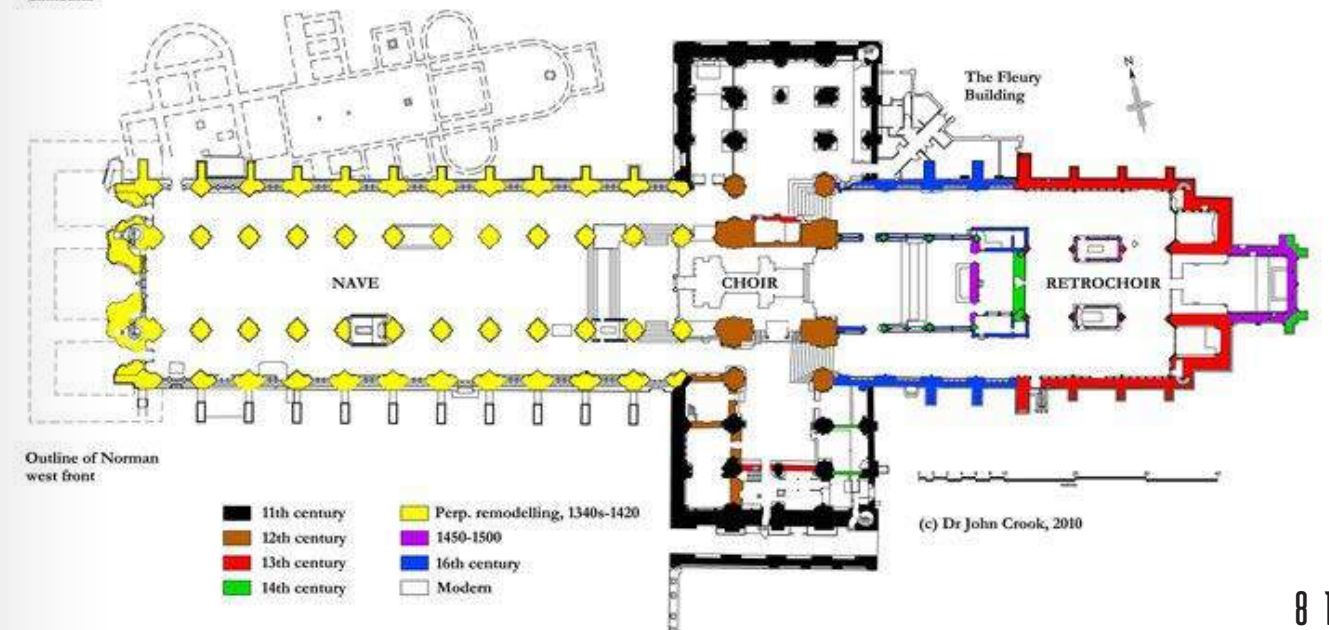 N
The Fleury
Building
NAVE
CHOIR
RETROCHOIR
Outline of Norman
west front
11th century
12th century
13th century
14th century
Perp. remodelling, 1340s-1420
1450-1500
16th century
Modern
(c) Dr John Crook, 2010
8 1